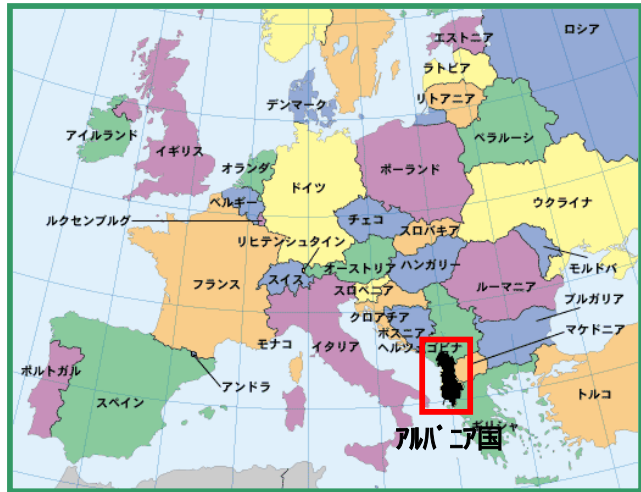 ロシア
エストニア
ラトビア
リトアニア
デンマーク
アイルランド
イギリス
ベラルーシ
オランダ
ポーランド
ドイツ
ベルギー
ウクライナ
ルクセンブルグ
チェコ
スロバキア
リヒテンシュタイン
オーストリア
ハンガリー
モルドバ
フランス
スイス
スロベニア
ルーマニア
クロアチア
ブルガリア
ボスニア
ヘルツェゴビナ
マケドニア
モナコ
イタリア
ポルトガル
アンドラ
スペイン
トルコ
ギリシャ
アルバニア国